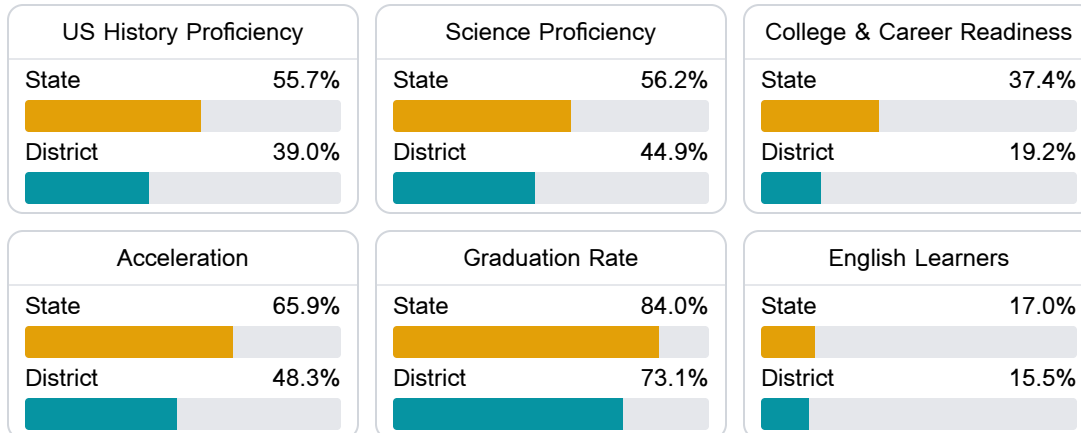 US History Proficiency
State 55.7%
District 39.0%
Science Proficiency
State 56.2%
District 44.9%
College & Career Readiness
State 37.4%
District 19.2%
Acceleration
State 65.9%
District 48.3%
Graduation Rate
State 84.0%
District 73.1%
English Learners
State 17.0%
District 15.5%